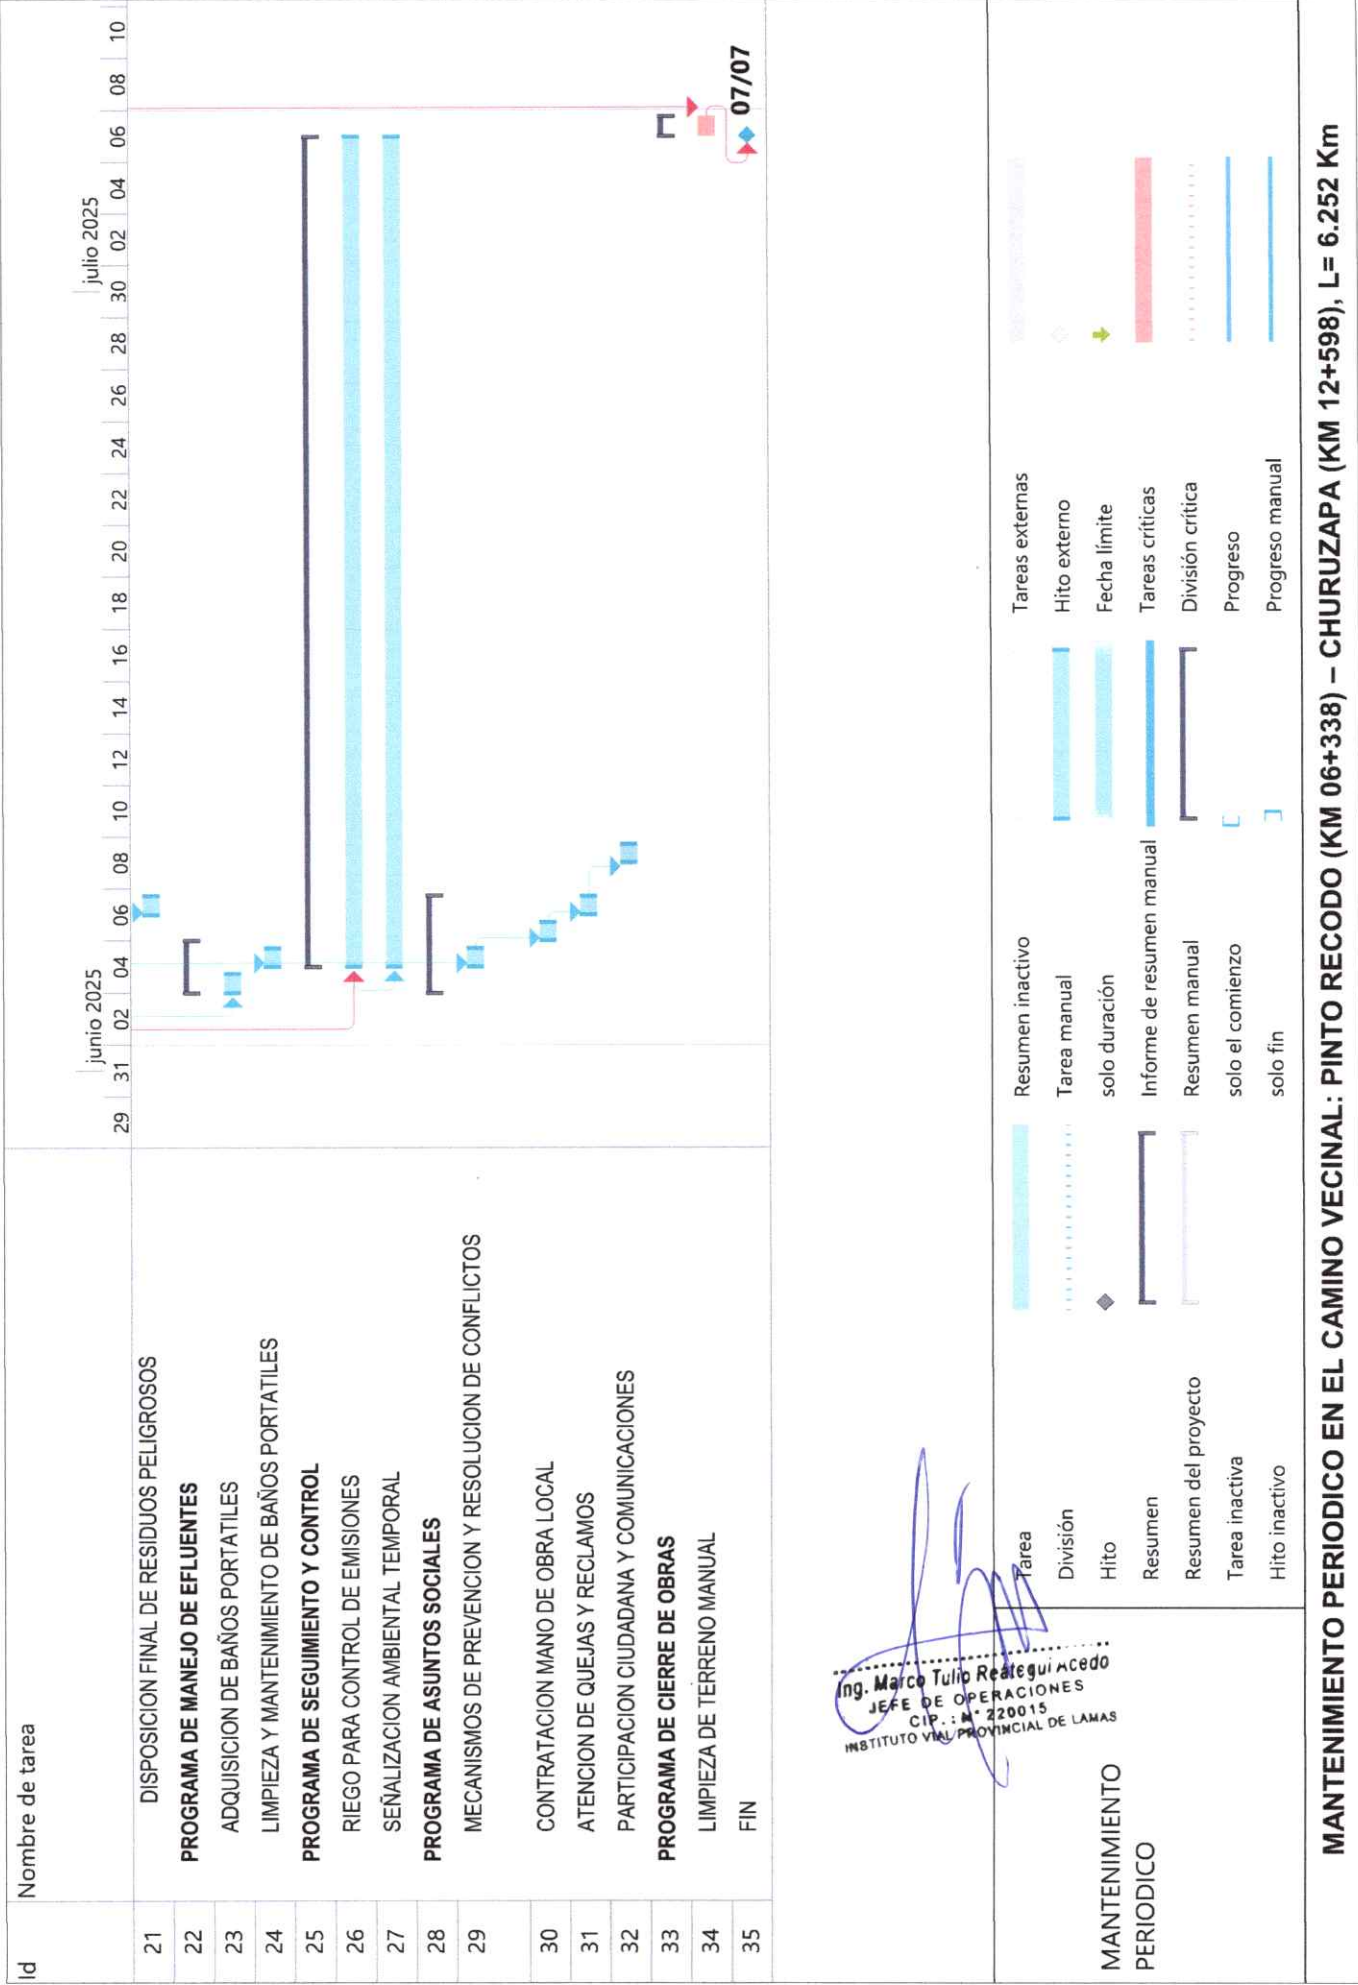 Id Nombre de tarea
junio 2025 julio 2025
29 31 02 04 06 08 10 12 14 16 18 20 22 24 26 28 30 02 04 06 08 10
21 DISPOSICION FINAL DE RESIDUOS PELIGROSOS
22 PROGRAMA DE MANEJO DE EFLUENTES
23 ADQUISICION DE BAÑOS PORTATILES
24 LIMPIEZA Y MANTENIMIENTO DE BAÑOS PORTATILES
25 PROGRAMA DE SEGUIMIENTO Y CONTROL
26 RIEGO PARA CONTROL DE EMISIONES
27 SEÑALIZACION AMBIENTAL TEMPORAL
28 PROGRAMA DE ASUNTOS SOCIALES
29 MECANISMOS DE PREVENCION Y RESOLUCION DE CONFLICTOS
30 CONTRATACION MANO DE OBRA LOCAL
31 ATENCION DE QUEJAS Y RECLAMOS
32 PARTICIPACION CIUDADANA Y COMUNICACIONES
33 PROGRAMA DE CIERRE DE OBRAS
34 LIMPIEZA DE TERRENO MANUAL
35 FIN 07/07
Ing. Marco Tulio Reátegui Acedo
JEFE DE OPERACIONES
CIP. : N° 220015
INSTITUTO VIAL PROVINCIAL DE LAMAS
MANTENIMIENTO
PERIODICO
Tarea Resumen inactivo Tareas externas
División Tarea manual Hito externo
Hito solo duración Fecha límite
Resumen Informe de resumen manual Tareas críticas
Resumen del proyecto Resumen manual División crítica
Tarea inactiva solo el comienzo Progreso
Hito inactivo solo fin Progreso manual
MANTENIMIENTO PERIODICO EN EL CAMINO VECINAL: PINTO RECODO (KM 06+338) – CHURUZAPA (KM 12+598), L= 6.252 Km